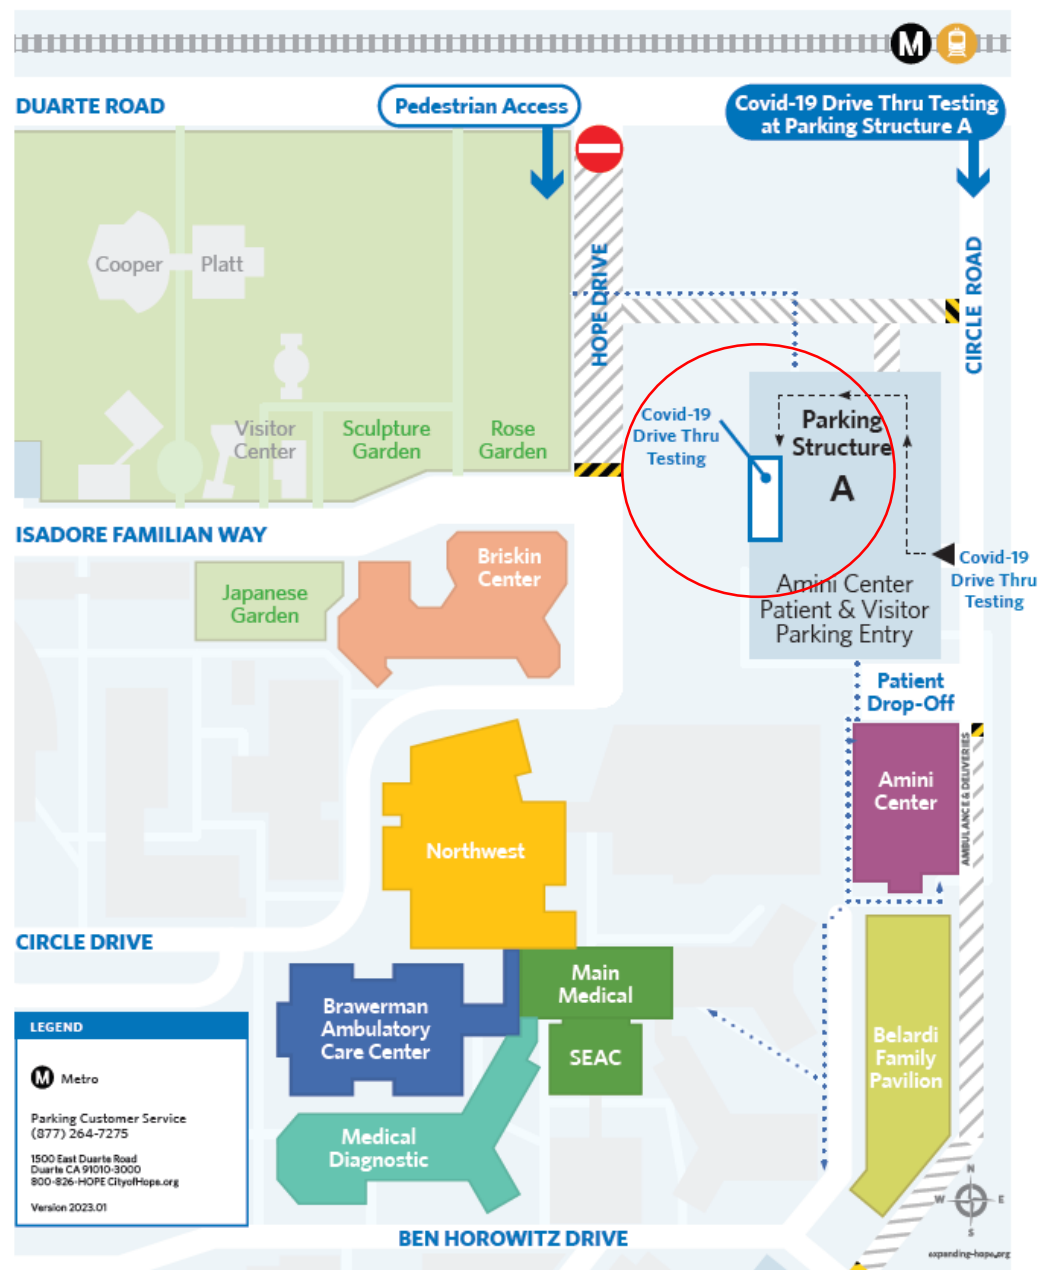 M
DUARTE ROAD
Pedestrian Access
Covid-19 Drive Thru Testing
at Parking Structure A
HOPE DRIVE
CIRCLE ROAD
Cooper
Platt
Visitor
Center
Sculpture
Garden
Rose
Garden
Covid-19
Drive Thru
Testing
Parking
Structure
A
ISADORE FAMILIAN WAY
Briskin
Center
Japanese
Garden
Covid-19
Drive Thru
Testing
Amini Center
Patient & Visitor
Parking Entry
Patient
Drop-Off
Amini
Center
AMBULANCE & DELIVERIES
Northwest
CIRCLE DRIVE
Main
Medical
Brawerman
Ambulatory
Care Center
SEAC
Belardi
Family
Pavilion
Medical
Diagnostic
LEGEND
M Metro
Parking Customer Service
(877) 264-7275
1500 East Duarte Road
Duarte CA 91010-3000
800-826-HOPE CityofHope.org
Version 2023.01
N
W E
S
BEN HOROWITZ DRIVE
expanding-hope.org